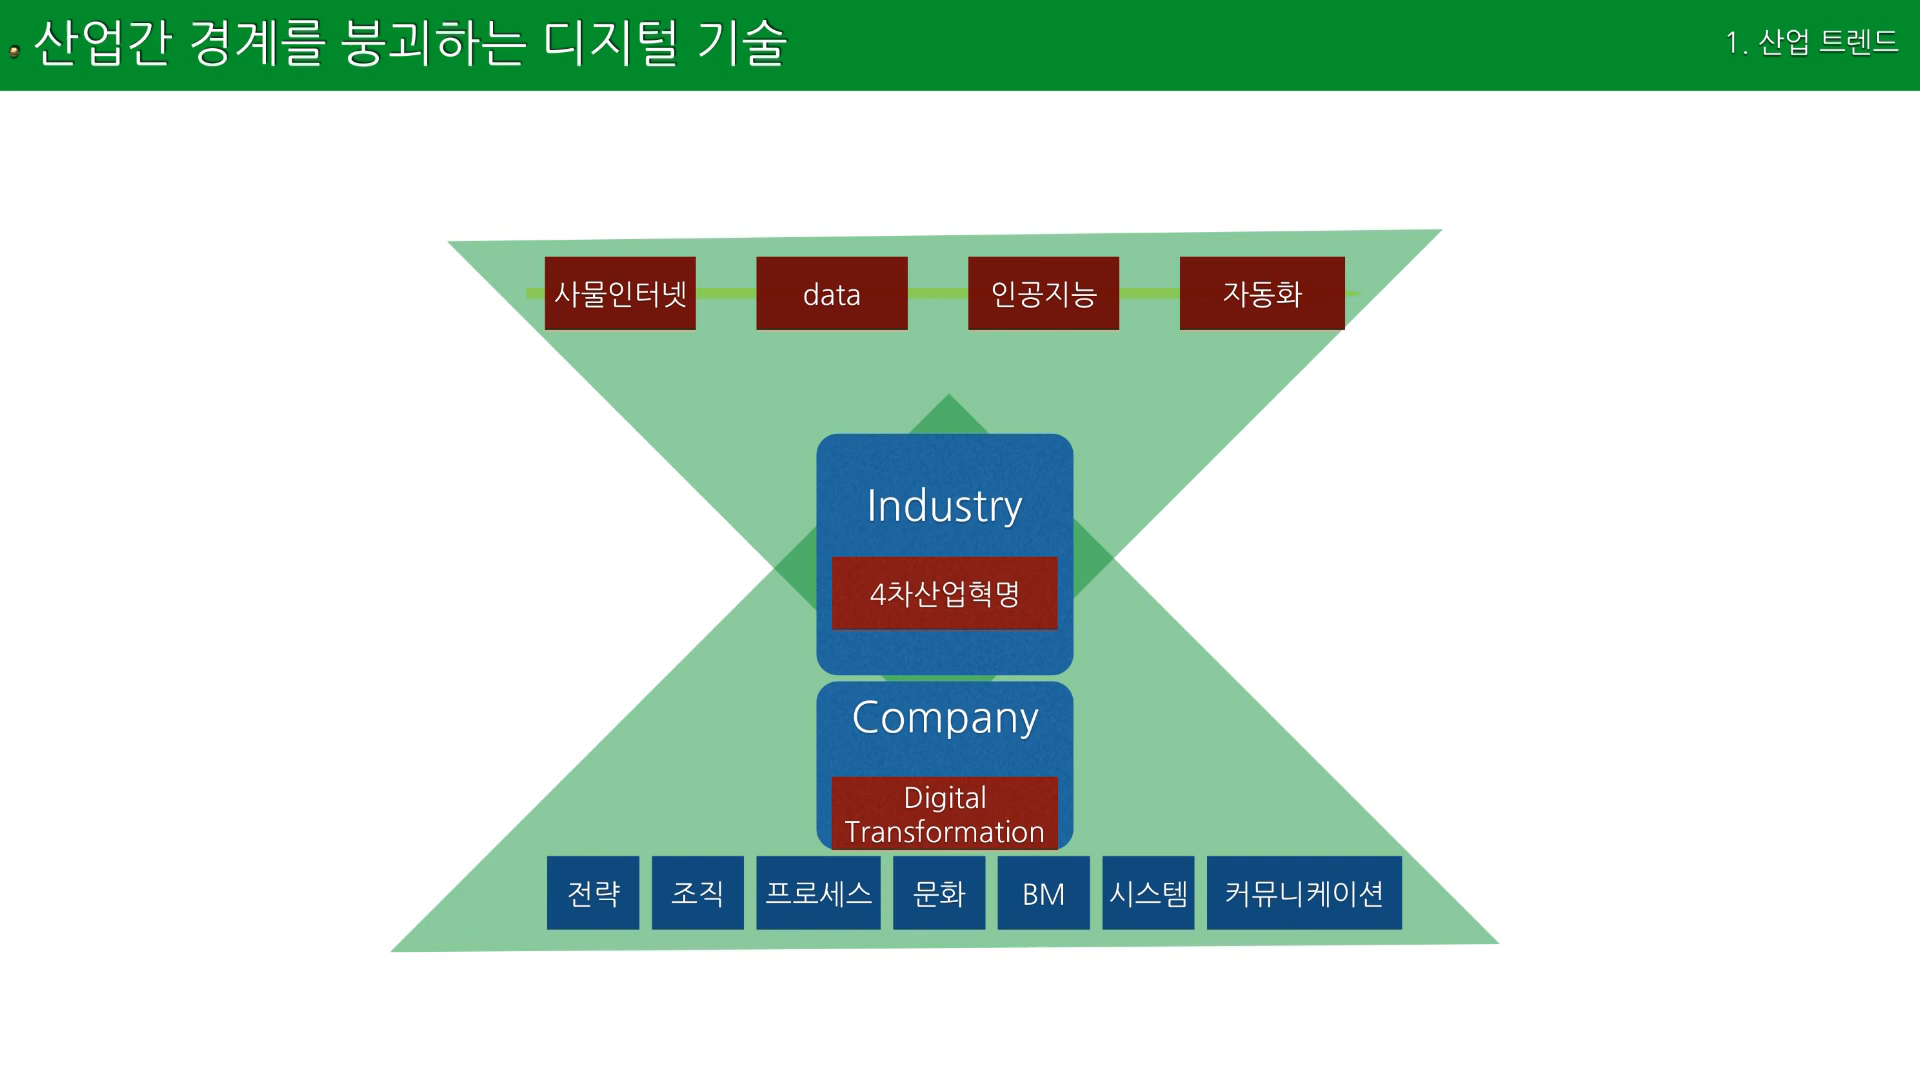 산업간 경계를 붕괴하는 디지털 기술
1. 산업 트렌드
사물인터넷
data
인공지능
자동화
Industry
4차산업혁명
Company
Digital
Transformation
전략
조직
프로세스
문화
BM
시스템
커뮤니케이션